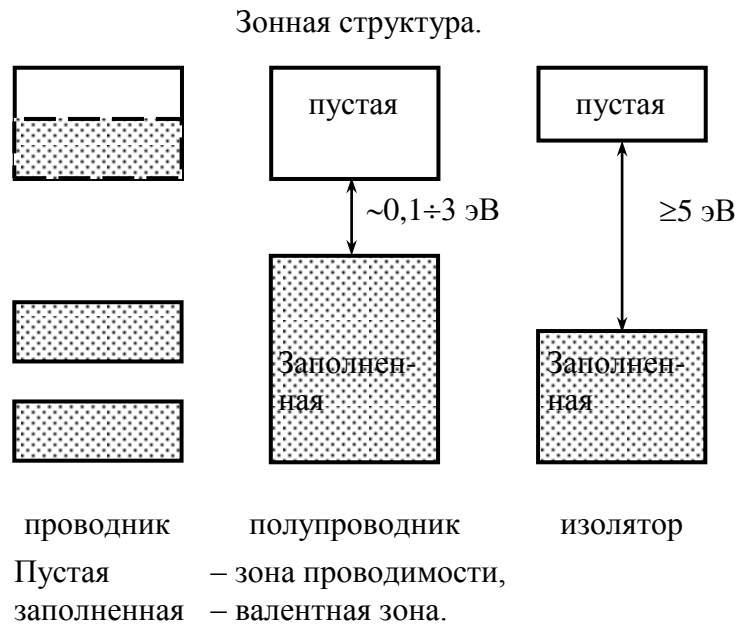 Зонная структура.
пустая
пустая
~0,1÷3 эВ
≥5 эВ
Заполнен-
ная
Заполнен-
ная
проводник полупроводник изолятор
Пустая – зона проводимости,
заполненная – валентная зона.